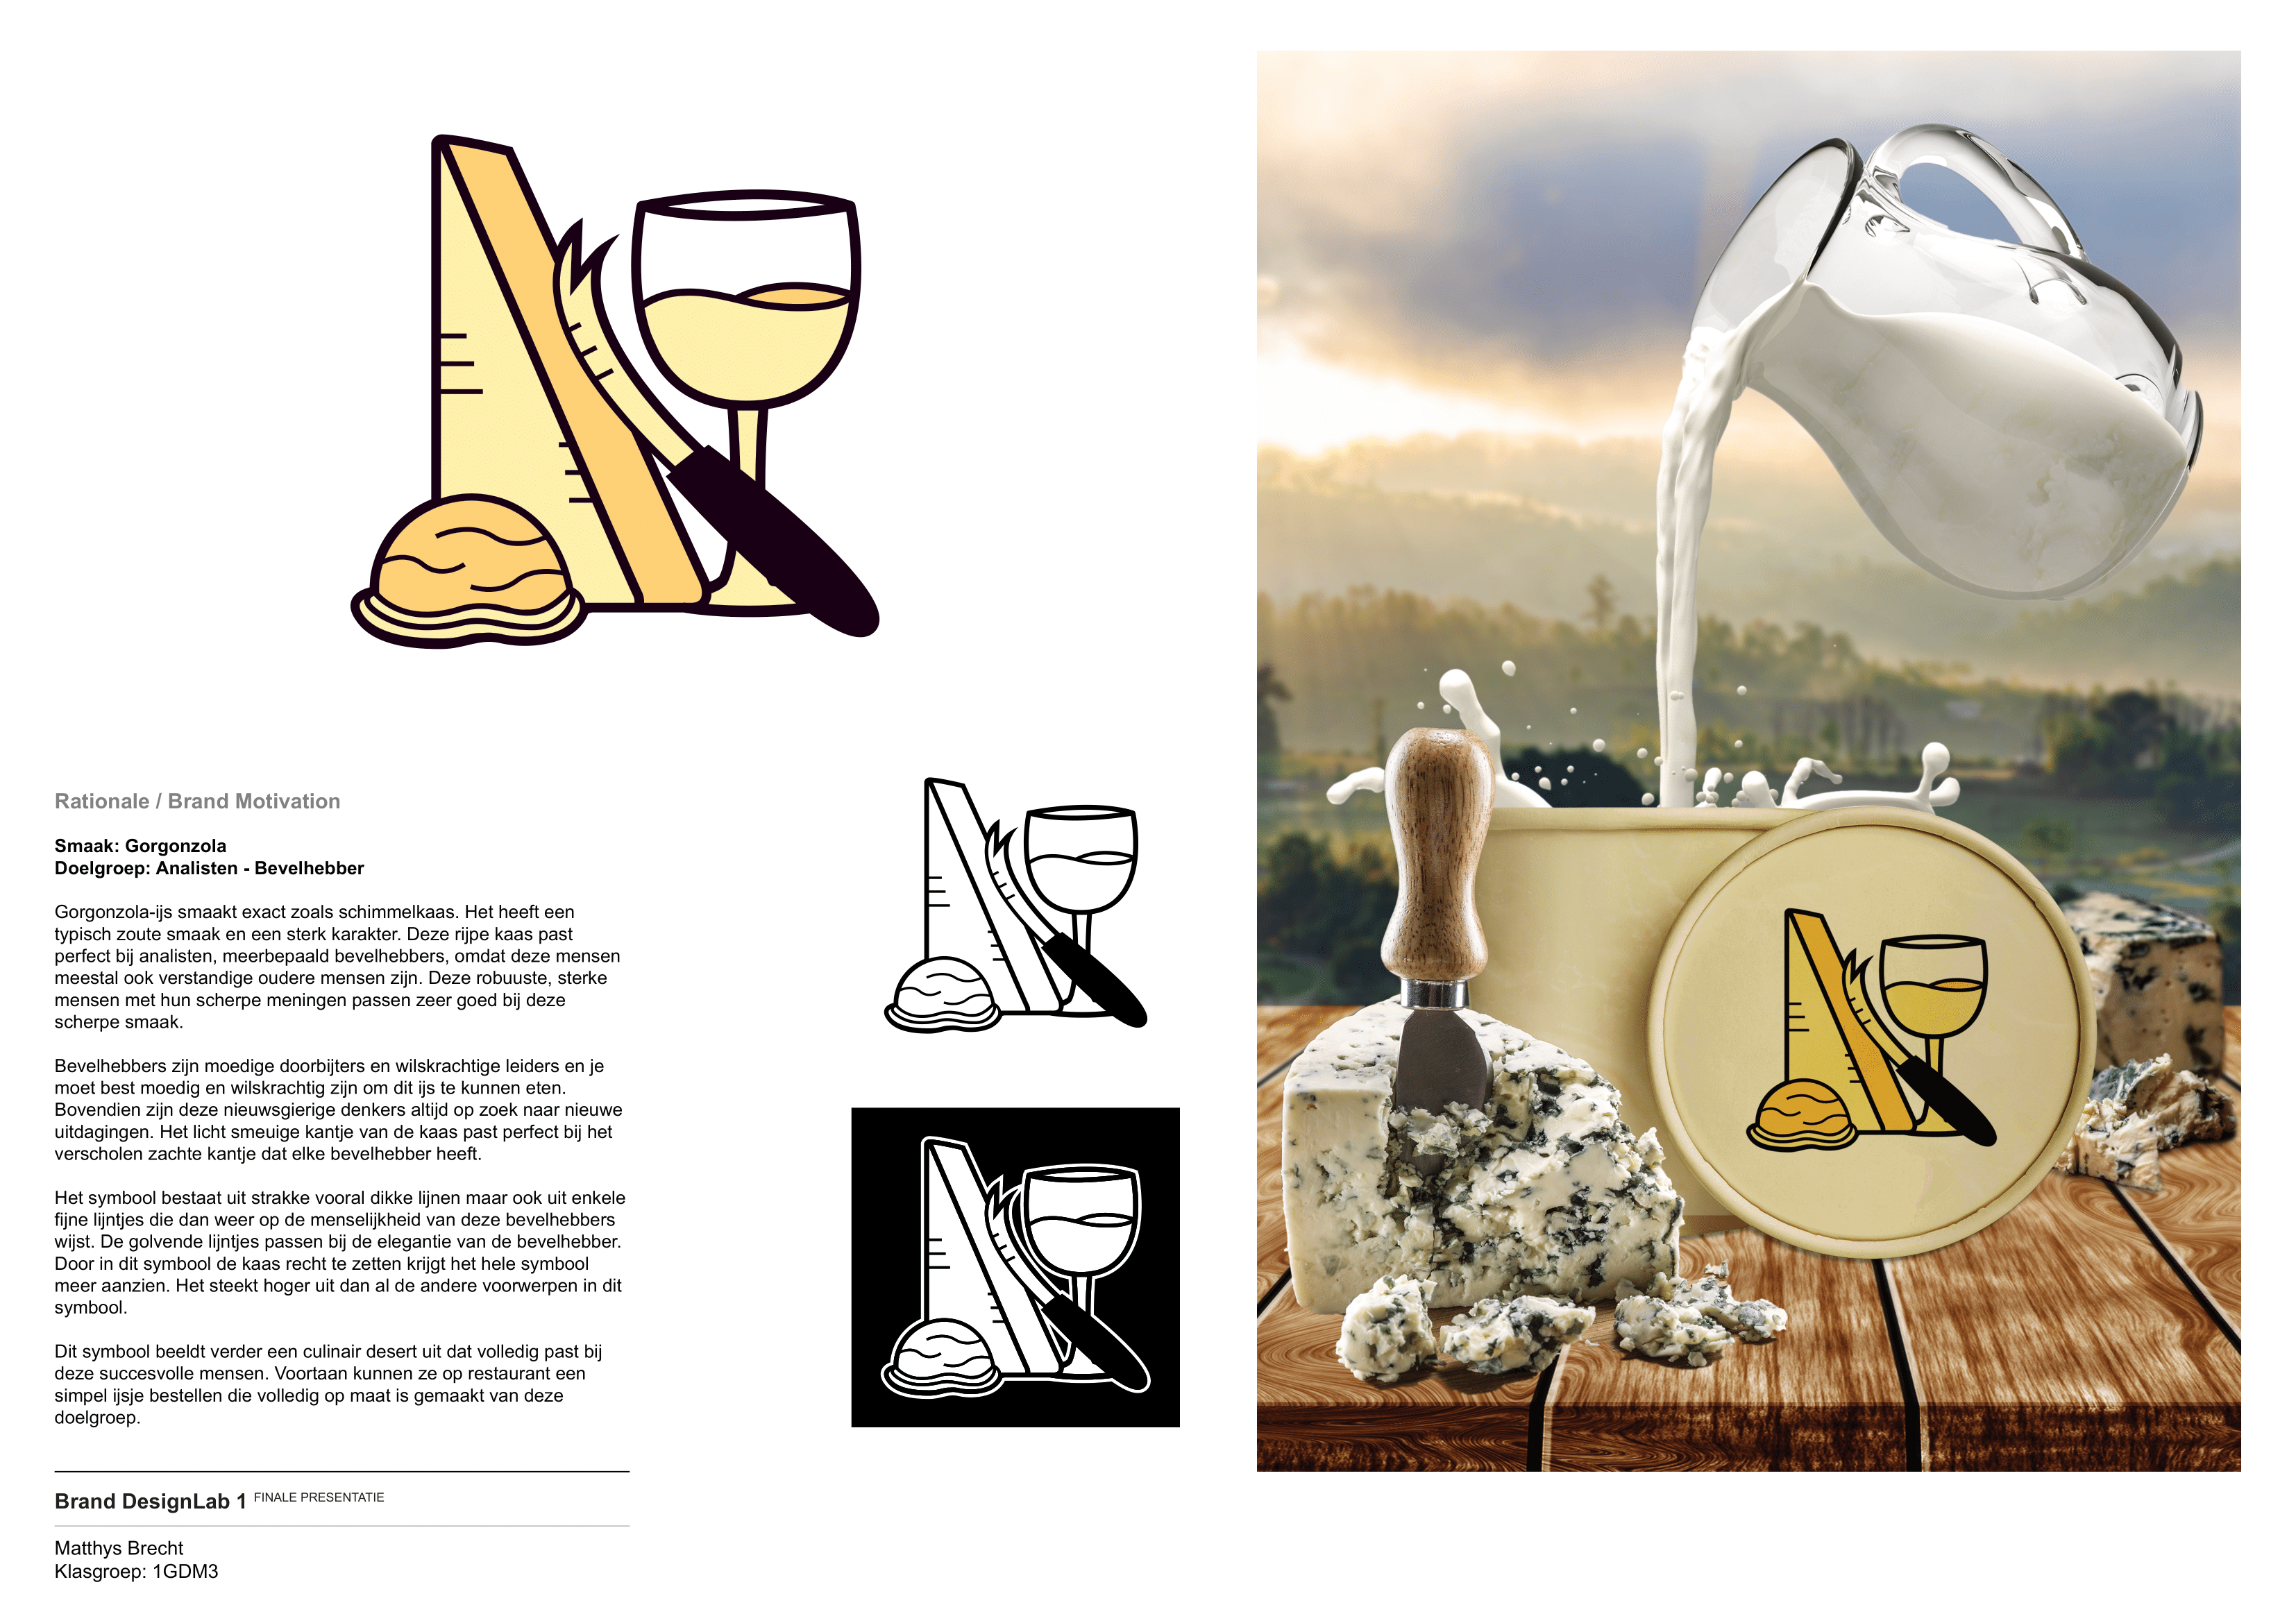 Rationale / Brand Motivation
Smaak: Gorgonzola
Doelgroep: Analisten - Bevelhebber
Gorgonzola-ijs smaakt exact zoals schimmelkaas. Het heeft een
typisch zoute smaak en een sterk karakter. Deze rijpe kaas past
perfect bij analisten, meerbepaald bevelhebbers, omdat deze mensen
meestal ook verstandige oudere mensen zijn. Deze robuuste, sterke
mensen met hun scherpe meningen passen zeer goed bij deze
scherpe smaak.
Bevelhebbers zijn moedige doorbijters en wilskrachtige leiders en je
moet best moedig en wilskrachtig zijn om dit ijs te kunnen eten.
Bovendien zijn deze nieuwsgierige denkers altijd op zoek naar nieuwe
uitdagingen. Het licht smeuige kantje van de kaas past perfect bij het
verscholen zachte kantje dat elke bevelhebber heeft.
Het symbool bestaat uit strakke vooral dikke lijnen maar ook uit enkele
fijne lijntjes die dan weer op de menselijkheid van deze bevelhebbers
wijst. De golvende lijntjes passen bij de elegantie van de bevelhebber.
Door in dit symbool de kaas recht te zetten krijgt het hele symbool
meer aanzien. Het steekt hoger uit dan al de andere voorwerpen in dit
symbool.
Dit symbool beeldt verder een culinair desert uit dat volledig past bij
deze succesvolle mensen. Voortaan kunnen ze op restaurant een
simpel ijsje bestellen die volledig op maat is gemaakt van deze
doelgroep.
Brand DesignLab 1 FINALE PRESENTATIE
Matthys Brecht
Klasgroep: 1GDM3